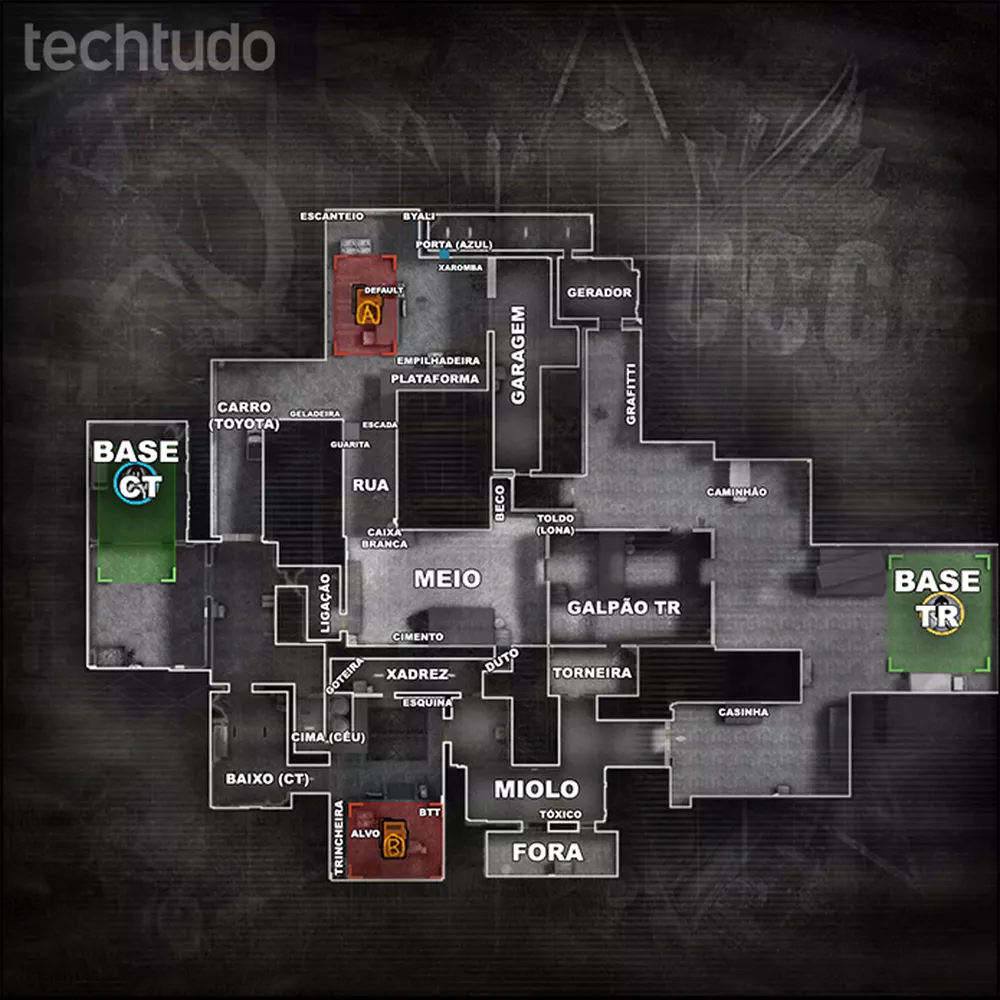 techtudo
ESCANTEIO
BYALI
PORTA (AZUL)
XAROMBA
DEFAULT
A
GERADOR
GARAGEM
EMPILHADEIRA
PLATAFORMA
GRAFITTI
CARRO
(TOYOTA)
GELADEIRA
ESCADA
GUARITA
BASE
CT
RUA
BECO
CAMINHÃO
TOLDO
(LONA)
CAIXA
BRANCA
MEIO
LIGAÇÃO
GALPÃO TR
BASE
TR
CIMENTO
GOTEIRA
XADREZ
DUTO
TORNEIRA
ESQUINA
CASINHA
CIMA (CÉU)
BAIXO (CT)
MIOLO
TRINCHEIRA
BTT
ALVO
B
TÓXICO
FORA